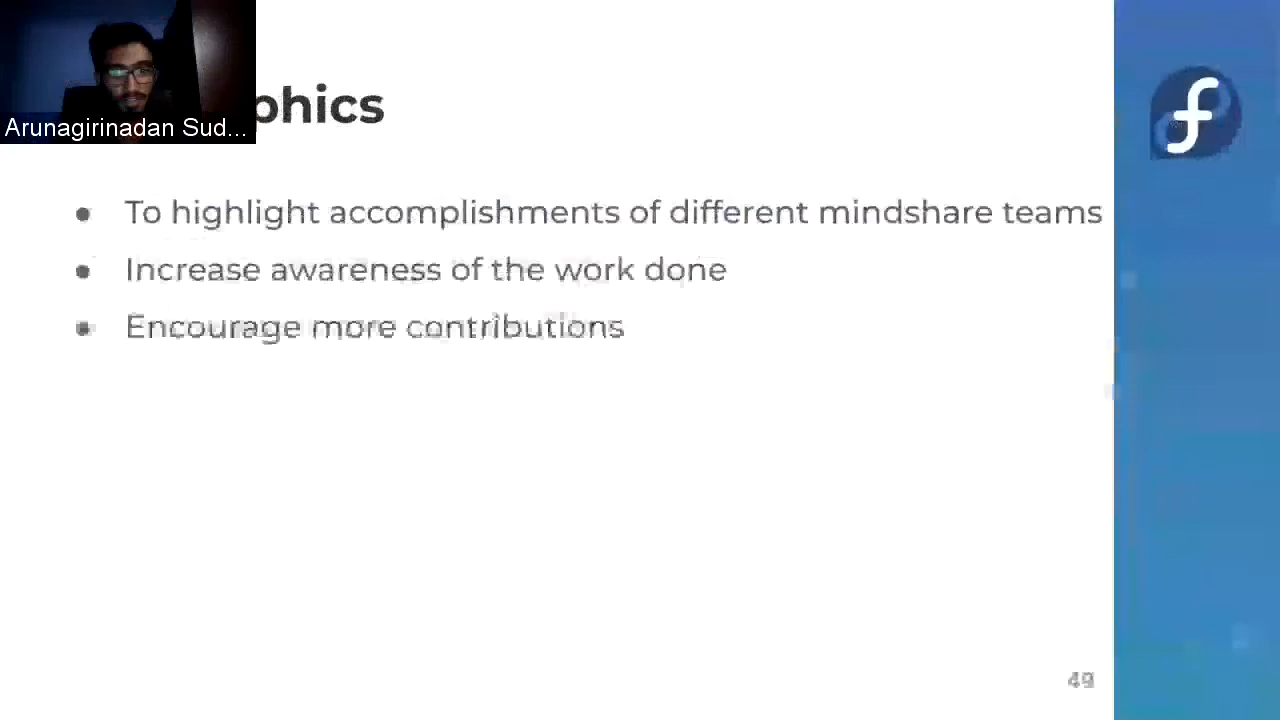 Arunagirinadan Sud...
phics
To highlight accomplishments of different mindshare teams
Increase awareness of the work done
Encourage more contributions
49